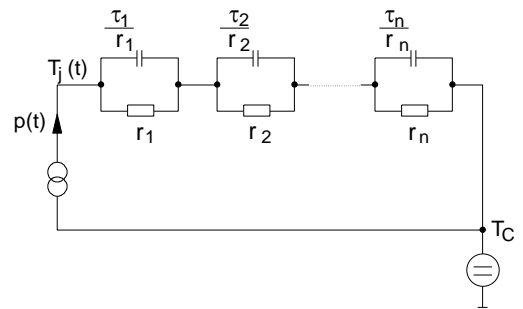 τ1/r1 τ2/r2 τn/rn
Tj(t)
r1 r2 rn
p(t)
TC